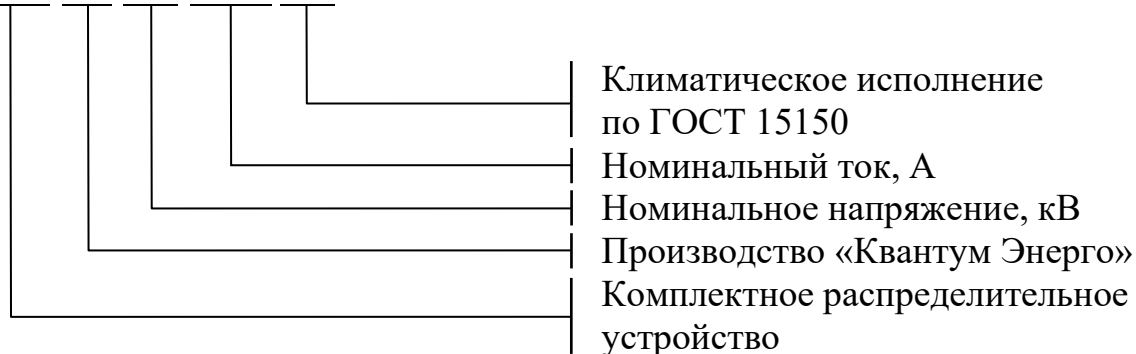 Климатическое исполнение
по ГОСТ 15150
Номинальный ток, А
Номинальное напряжение, кВ
Производство «Квантум Энерго»
Комплектное распределительное
устройство